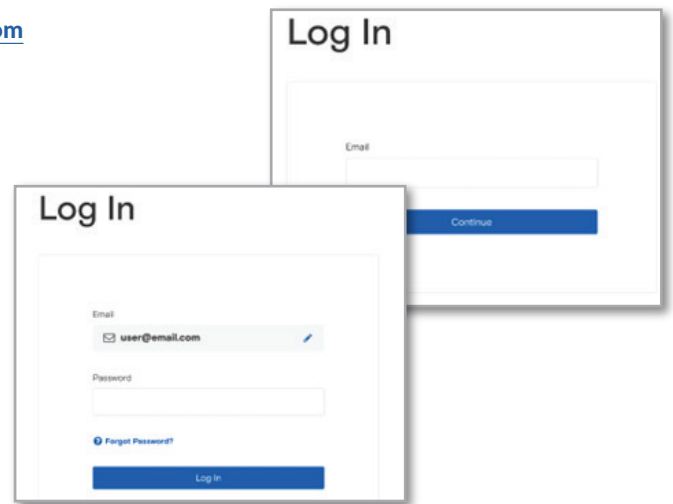 om
Log In
Email
Continue
Log In
Email
user@email.com
Password
Forgot Password?
Log In